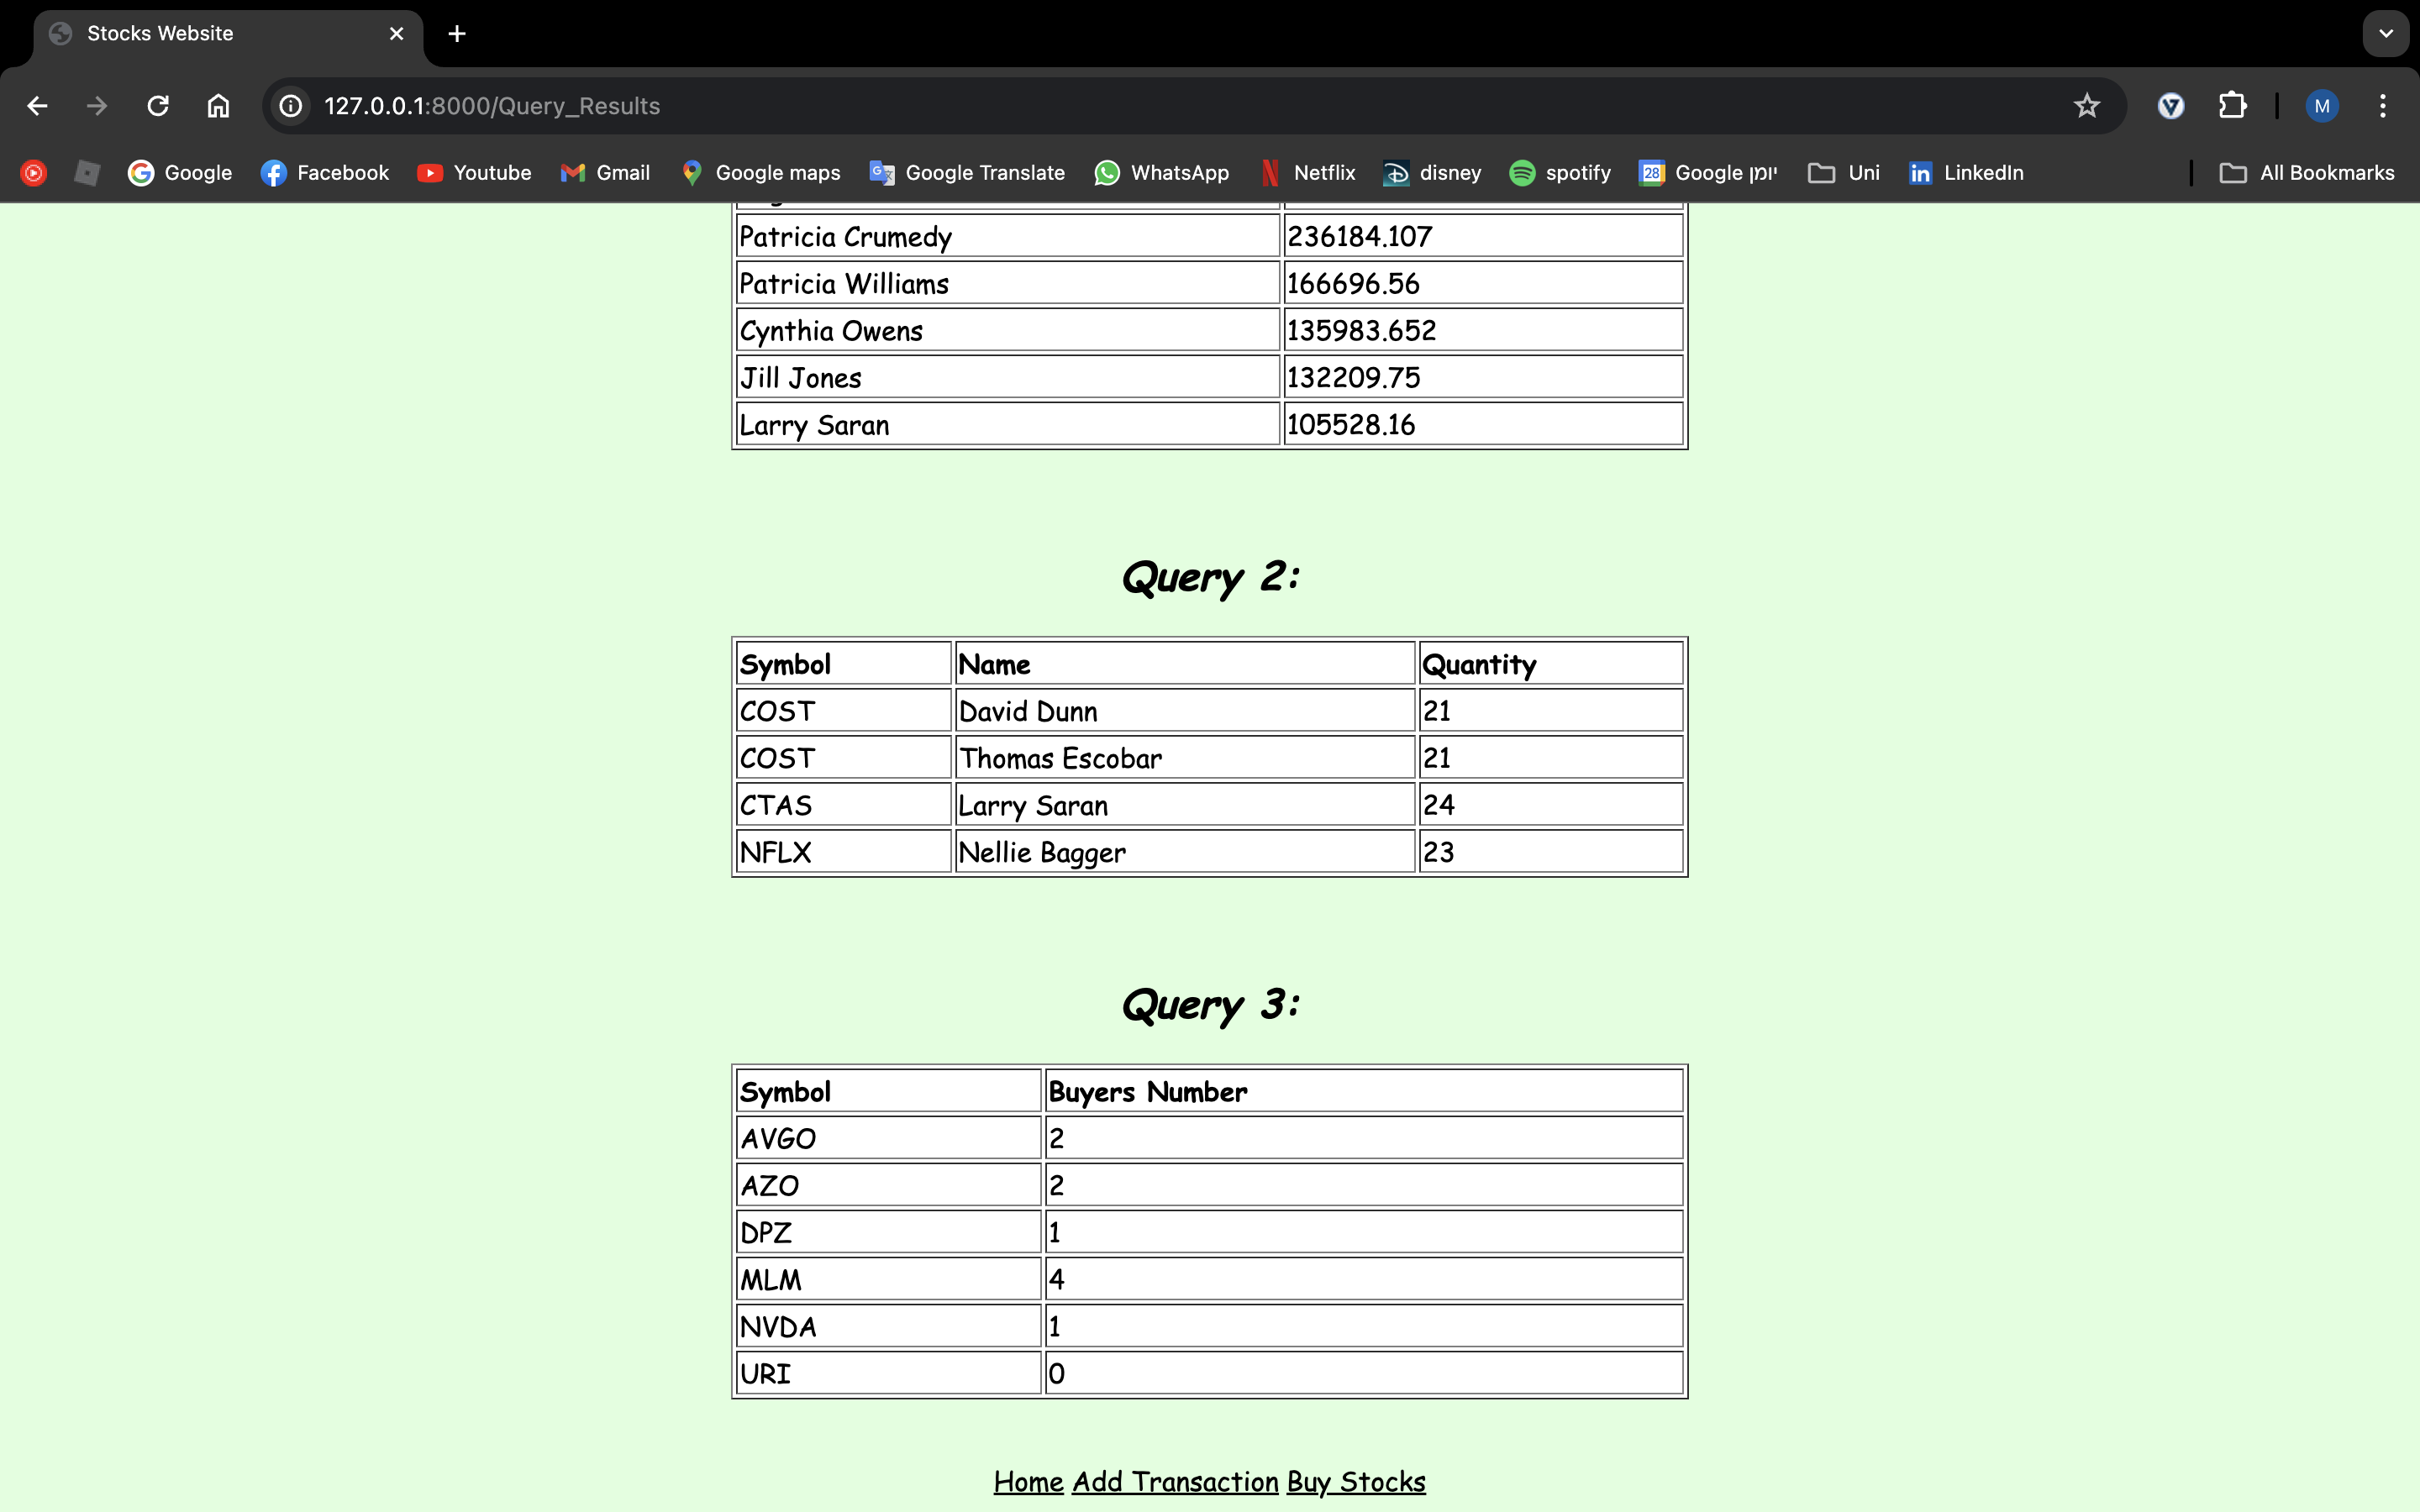 Stocks Website
127.0.0.1:8000/Query_Results
M
Google Facebook Youtube Gmail Google maps Google Translate WhatsApp Netflix disney spotify 28 Google יומן Uni LinkedIn All Bookmarks
Patricia Crumedy 236184.107
Patricia Williams 166696.56
Cynthia Owens 135983.652
Jill Jones 132209.75
Larry Saran 105528.16
Query 2:
Symbol Name Quantity
COST David Dunn 21
COST Thomas Escobar 21
CTAS Larry Saran 24
NFLX Nellie Bagger 23
Query 3:
Symbol Buyers Number
AVGO 2
AZO 2
DPZ 1
MLM 4
NVDA 1
URI 0
Home Add Transaction Buy Stocks